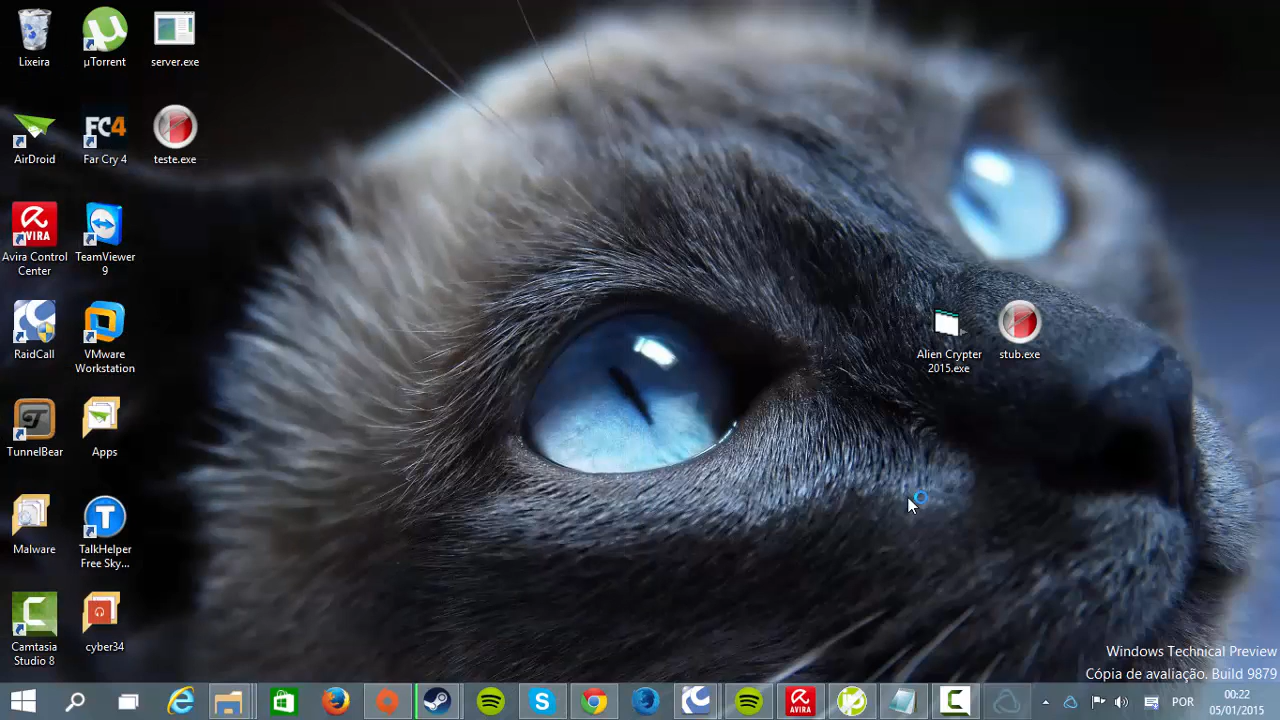 Lixeira
µTorrent
server.exe
AirDroid
FC4
Far Cry 4
teste.exe
AVIRA
Avira Control
Center
TeamViewer
9
RaidCall
VMware
Workstation
Alien Crypter
2015.exe
stub.exe
TunnelBear
Apps
Malware
TalkHelper
Free Sky...
Camtasia
Studio 8
cyber34
Windows Technical Preview
Cópia de avaliação. Build 9879
AVIRA
POR
00:22
05/01/2015